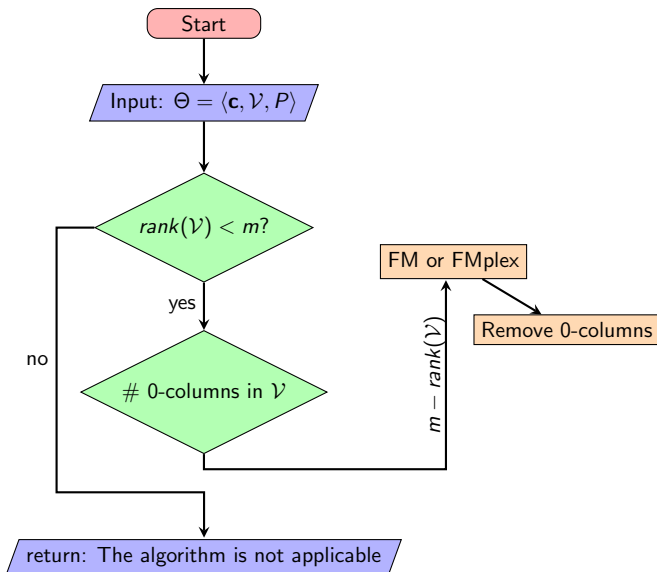 Start
Input: Θ = ⟨c, 𝒱, P⟩
rank(𝒱) < m?
yes
no
# 0-columns in 𝒱
m − rank(𝒱)
FM or FMplex
Remove 0-columns
return: The algorithm is not applicable